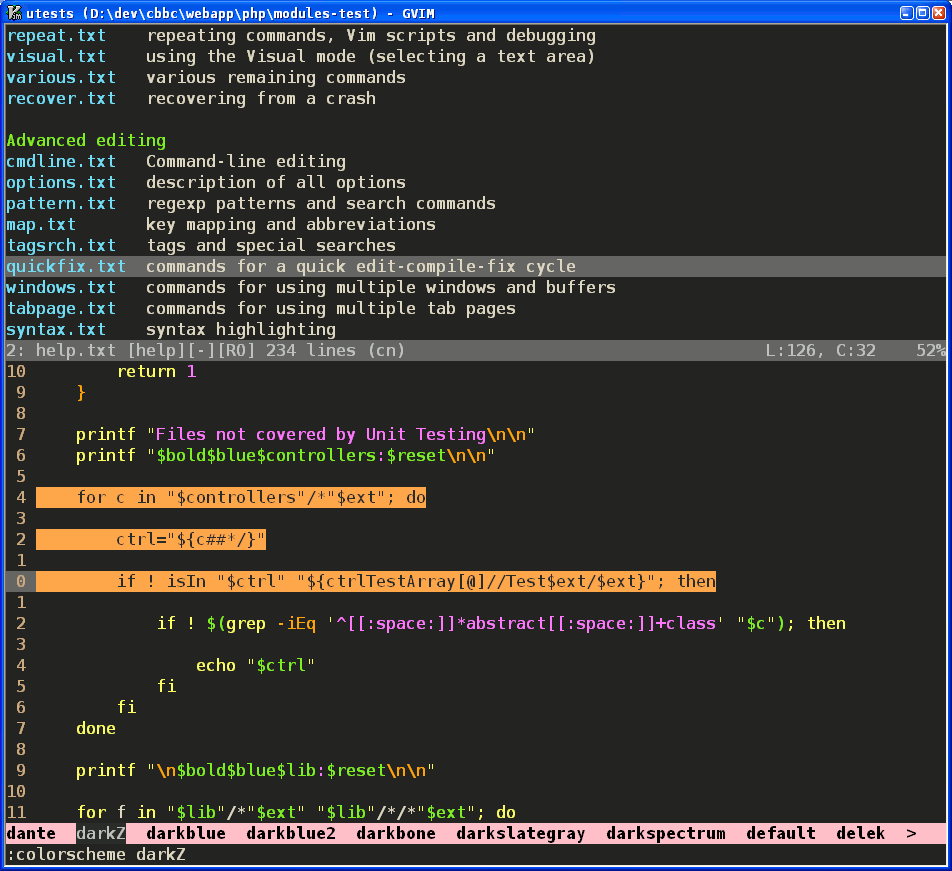 utests (D:\dev\cbbc\webapp\php\modules-test) - GVIM
repeat.txt    repeating commands, Vim scripts and debugging
visual.txt    using the Visual mode (selecting a text area)
various.txt   various remaining commands
recover.txt   recovering from a crash

Advanced editing
cmdline.txt   Command-line editing
options.txt   description of all options
pattern.txt   regexp patterns and search commands
map.txt       key mapping and abbreviations
tagsrch.txt   tags and special searches
quickfix.txt  commands for a quick edit-compile-fix cycle
windows.txt   commands for using multiple windows and buffers
tabpage.txt   commands for using multiple tab pages
syntax.txt    syntax highlighting
2: help.txt [help][-][RO] 234 lines (cn)                                    L:126, C:32    52%
10         return 1
 9     }
 8
 7     printf "Files not covered by Unit Testing\n\n"
 6     printf "$bold$blue$controllers:$reset\n\n"
 5
 4     for c in "$controllers"/*"$ext"; do
 3
 2         ctrl="${c##*/}"
 1
 0         if ! isIn "$ctrl" "${ctrlTestArray[@]//Test$ext/$ext}"; then
 1
 2             if ! $(grep -iEq '^[[:space:]]*abstract[[:space:]]+class' "$c"); then
 3
 4                 echo "$ctrl"
 5             fi
 6         fi
 7     done
 8
 9     printf "\n$bold$blue$lib:$reset\n\n"
10
11     for f in "$lib"/*"$ext" "$lib"/*/*"$ext"; do
dante  darkZ  darkblue  darkblue2  darkbone  darkslategray  darkspectrum  default  delek  >
:colorscheme darkZ